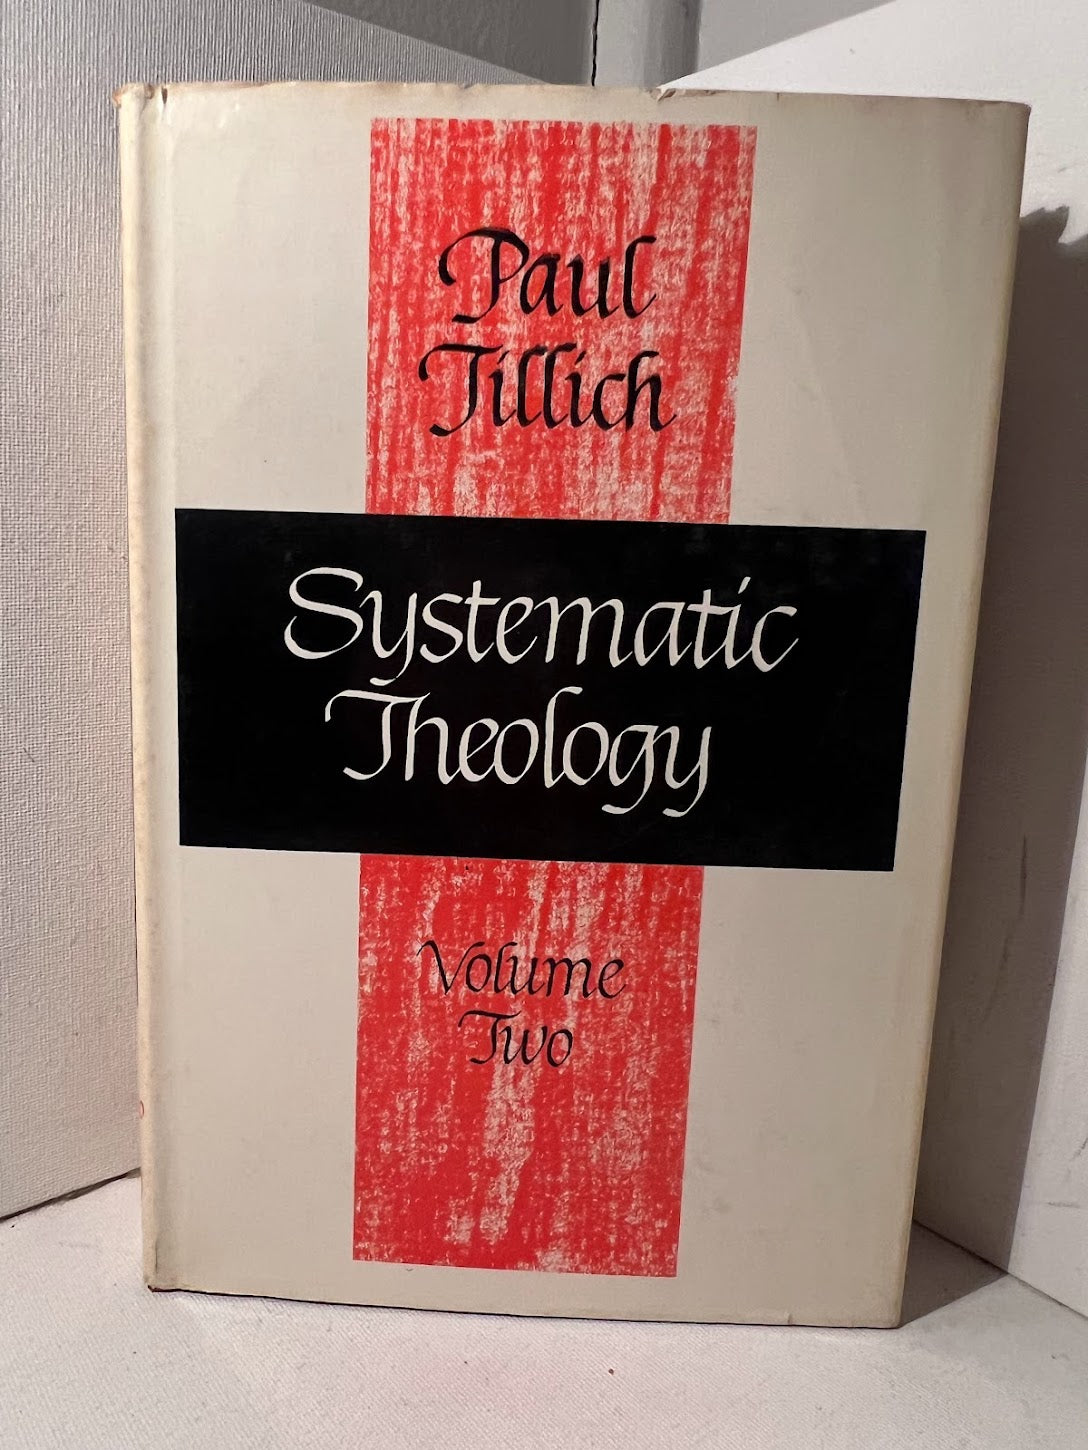 Paul
Tillich
Systematic
Theology
Volume
Two